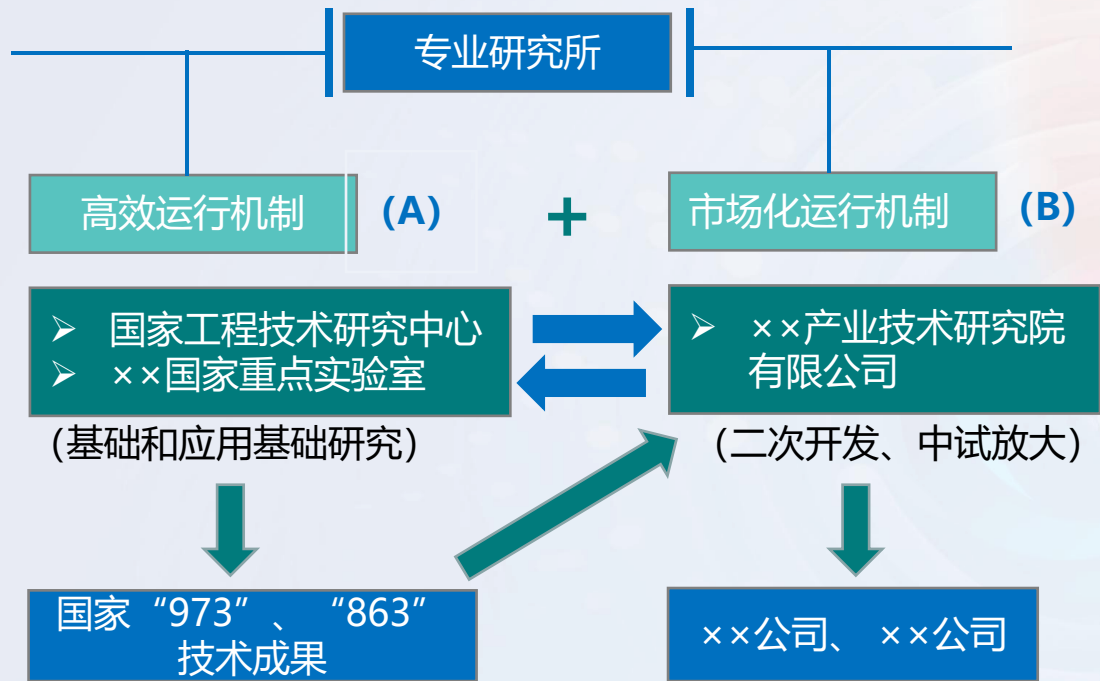 专业研究所
高效运行机制
(A)
+
市场化运行机制
(B)
➢ 国家工程技术研究中心
➢ ××国家重点实验室
➢ ××产业技术研究院
有限公司
（基础和应用基础研究）
（二次开发、中试放大）
国家“973”、“863”
技术成果
××公司、××公司